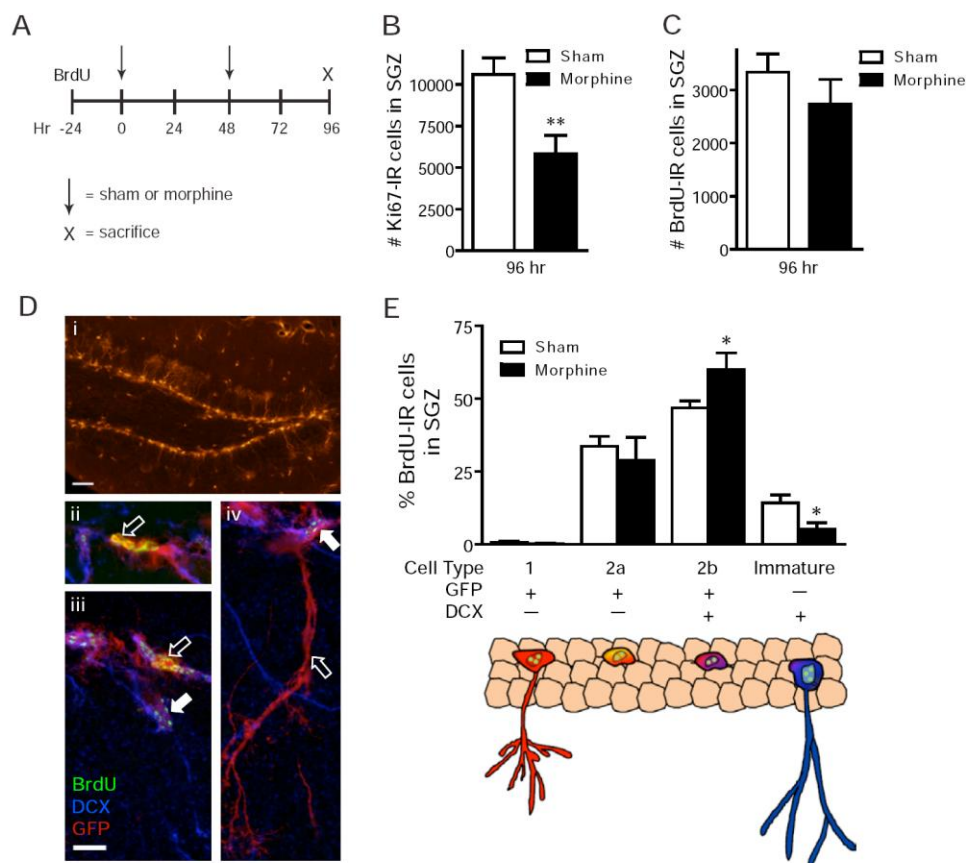 A
BrdU
X
Hr -24 0 24 48 72 96
= sham or morphine
X = sacrifice
B
# Ki67-IR cells in SGZ
10000
7500
5000
2500
0
Sham
Morphine
**
96 hr
C
# BrdU-IR cells in SGZ
3000
2000
1000
0
Sham
Morphine
96 hr
D
i
ii
iii
iv
BrdU
DCX
GFP
E
% BrdU-IR cells
in SGZ
75
50
25
0
Sham
Morphine
*
*
Cell Type 1 2a 2b Immature
GFP + + + −
DCX − − + +